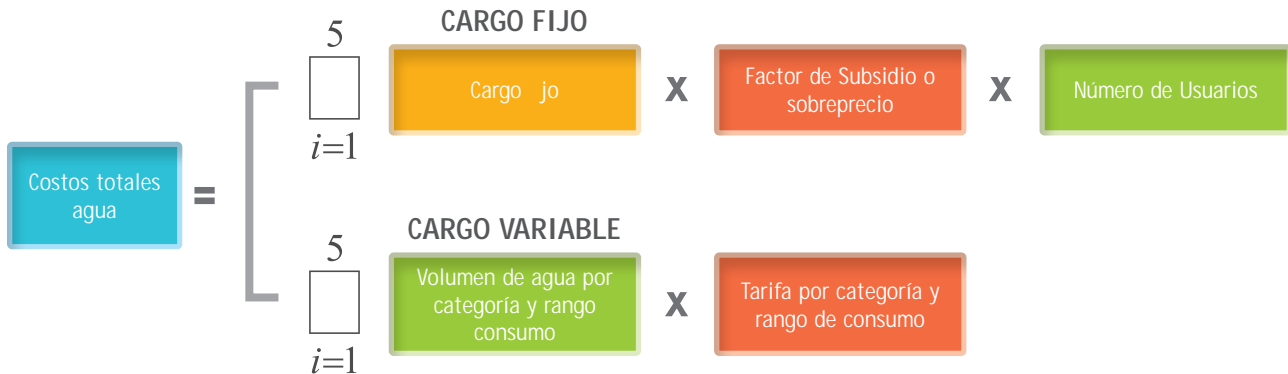 CARGO FIJO
5
i=1
Cargo jo
x
Factor de Subsidio o
sobreprecio
x
Número de Usuarios
Costos totales
agua
=
CARGO VARIABLE
5
i=1
Volumen de agua por
categoría y rango
consumo
x
Tarifa por categoría y
rango de consumo